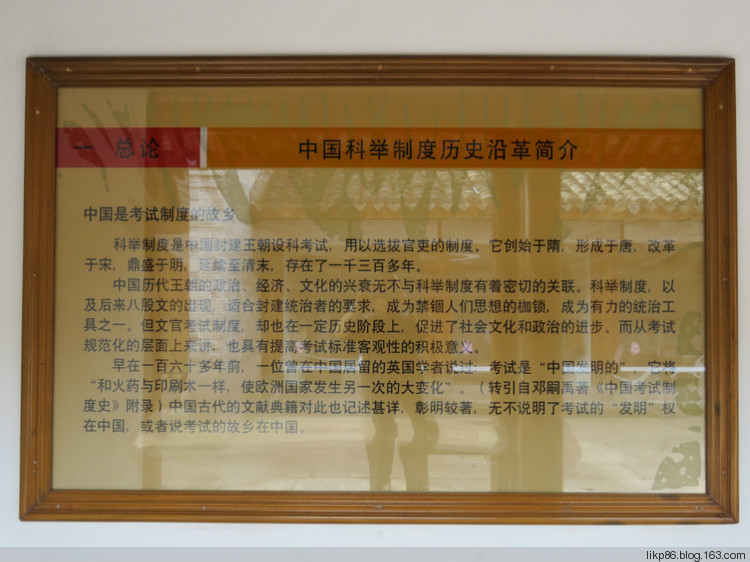 一 总论
中国科举制度历史沿革简介
中国是考试制度的故乡
科举制度是中国封建王朝设科考试，用以选拔官吏的制度。它创始于隋，形成于唐，改革
于宋，鼎盛于明，延续至清末，存在了一千三百多年。
中国历代王朝的政治、经济、文化的兴衰无不与科举制度有着密切的关联。科举制度，以
及后来八股文的出现，适合封建统治者的要求，成为禁锢人们思想的枷锁，成为有力的统治工
具之一。但文官考试制度，却也在一定历史阶段上，促进了社会文化和政治的进步。而从考试
规范化的层面上来讲，也具有提高考试标准客观性的积极意义。
早在一百六十多年前，一位曾在中国居留的英国学者说过：考试是“中国发明的”，它将
“和火药与印刷术一样，使欧洲国家发生另一次的大变化”。（转引自邓嗣禹著《中国考试制
度史》附录）中国古代的文献典籍对此也记述甚详，彰明较著，无不说明了考试的“发明”权
在中国，或者说考试的故乡在中国。
likp86.blog.163.com